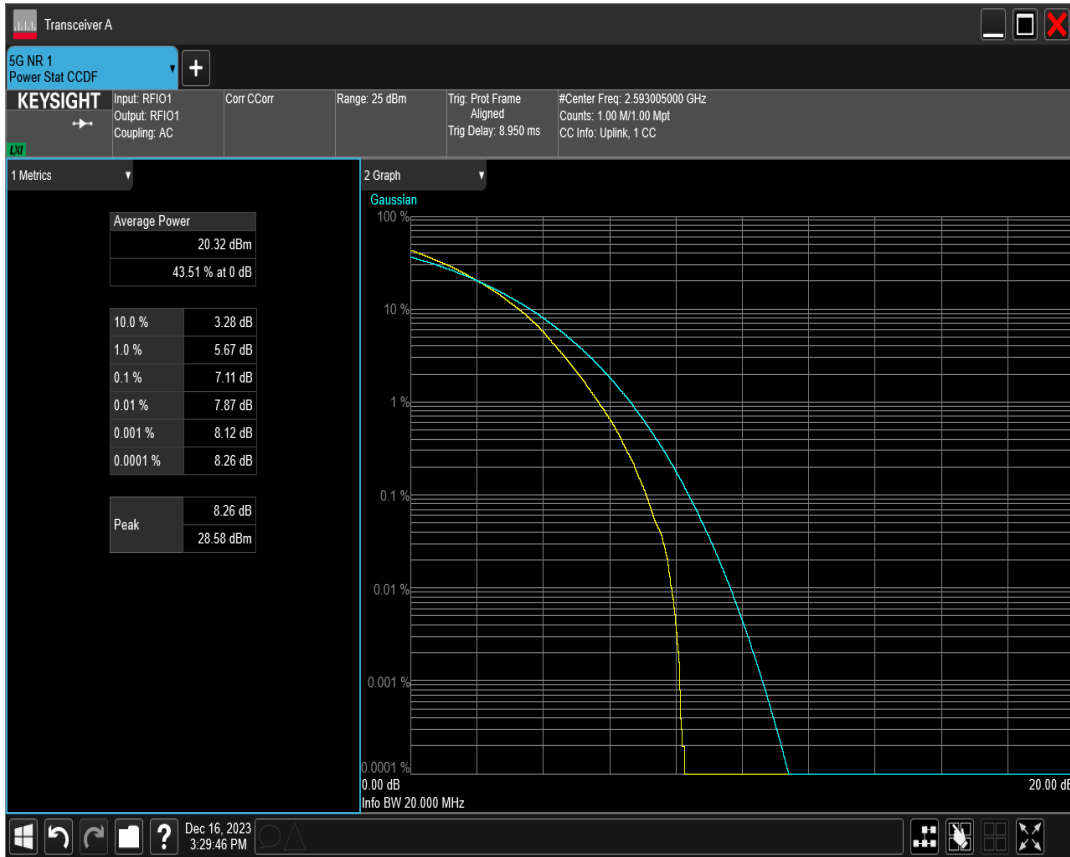 Transceiver A
5G NR 1
Power Stat CCDF
+
KEYSIGHT
LXI
Input: RFIO1
Output: RFIO1
Coupling: AC
Corr CCorr
Range: 25 dBm
Trig: Prot Frame
Aligned
Trig Delay: 8.950 ms
#Center Freq: 2.593005000 GHz
Counts: 1.00 M/1.00 Mpt
CC Info: Uplink, 1 CC
1 Metrics
Average Power
20.32 dBm
43.51 % at 0 dB
10.0 % 3.28 dB
1.0 % 5.67 dB
0.1 % 7.11 dB
0.01 % 7.87 dB
0.001 % 8.12 dB
0.0001 % 8.26 dB
Peak
8.26 dB
28.58 dBm
2 Graph
Gaussian
100 %
10 %
1 %
0.1 %
0.01 %
0.001 %
0.0001 %
0.00 dB 20.00 dB
Info BW 20.000 MHz
?
Dec 16, 2023
3:29:46 PM